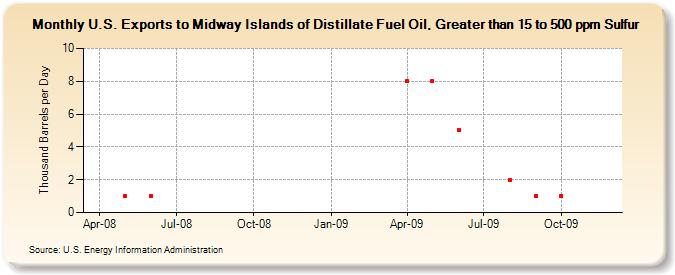 Monthly U.S. Exports to Midway Islands of Distillate Fuel Oil, Greater than 15 to 500 ppm Sulfur
Thousand Barrels per Day
10
8
6
4
2
0
Apr-08 Jul-08 Oct-08 Jan-09 Apr-09 Jul-09 Oct-09
Source: U.S. Energy Information Administration